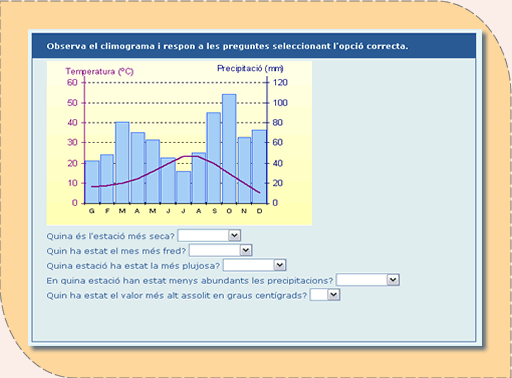 Observa el climograma i respon a les preguntes seleccionant l'opció correcta.
Temperatura (ºC) Precipitació (mm)
60 120
50 100
40 80
30 60
20 40
10 20
0 0
G F M A M J J A S O N D
Quina és l'estació més seca?
Quin ha estat el mes més fred?
Quina estació ha estat la més plujosa?
En quina estación han estat menys abundants les precipitacions?
Quin ha estat el valor més alt assolit en graus centígrads?